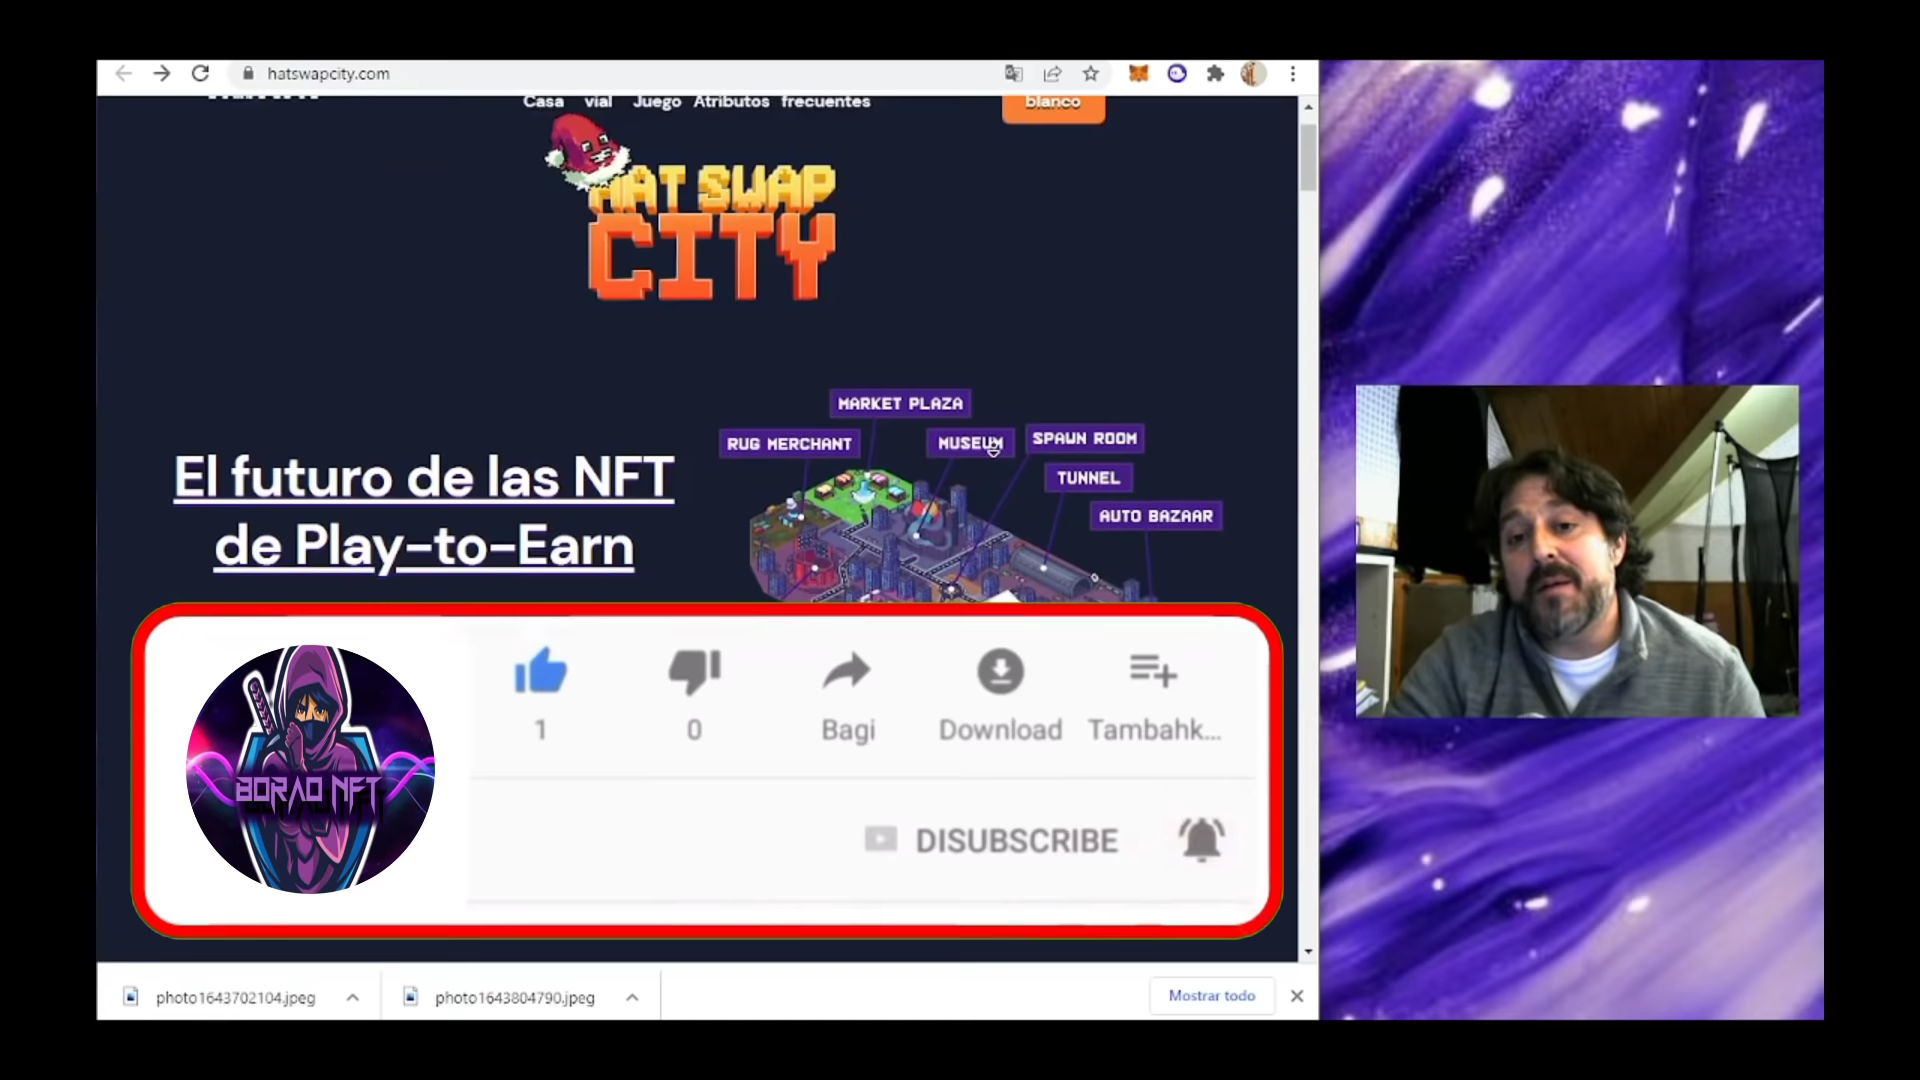 hatswapcity.com
Casa vial Juego Atributos frecuentes
blanco
HAT SWAP
CITY
MARKET PLAZA
RUG MERCHANT
MUSEUM
SPAWN ROOM
TUNNEL
AUTO BAZAAR
El futuro de las NFT
de Play-to-Earn
1
0
Bagi
Download
Tambahk...
BORAO NFT
DISUBSCRIBE
photo1643702104.jpeg
photo1643804790.jpeg
Mostrar todo